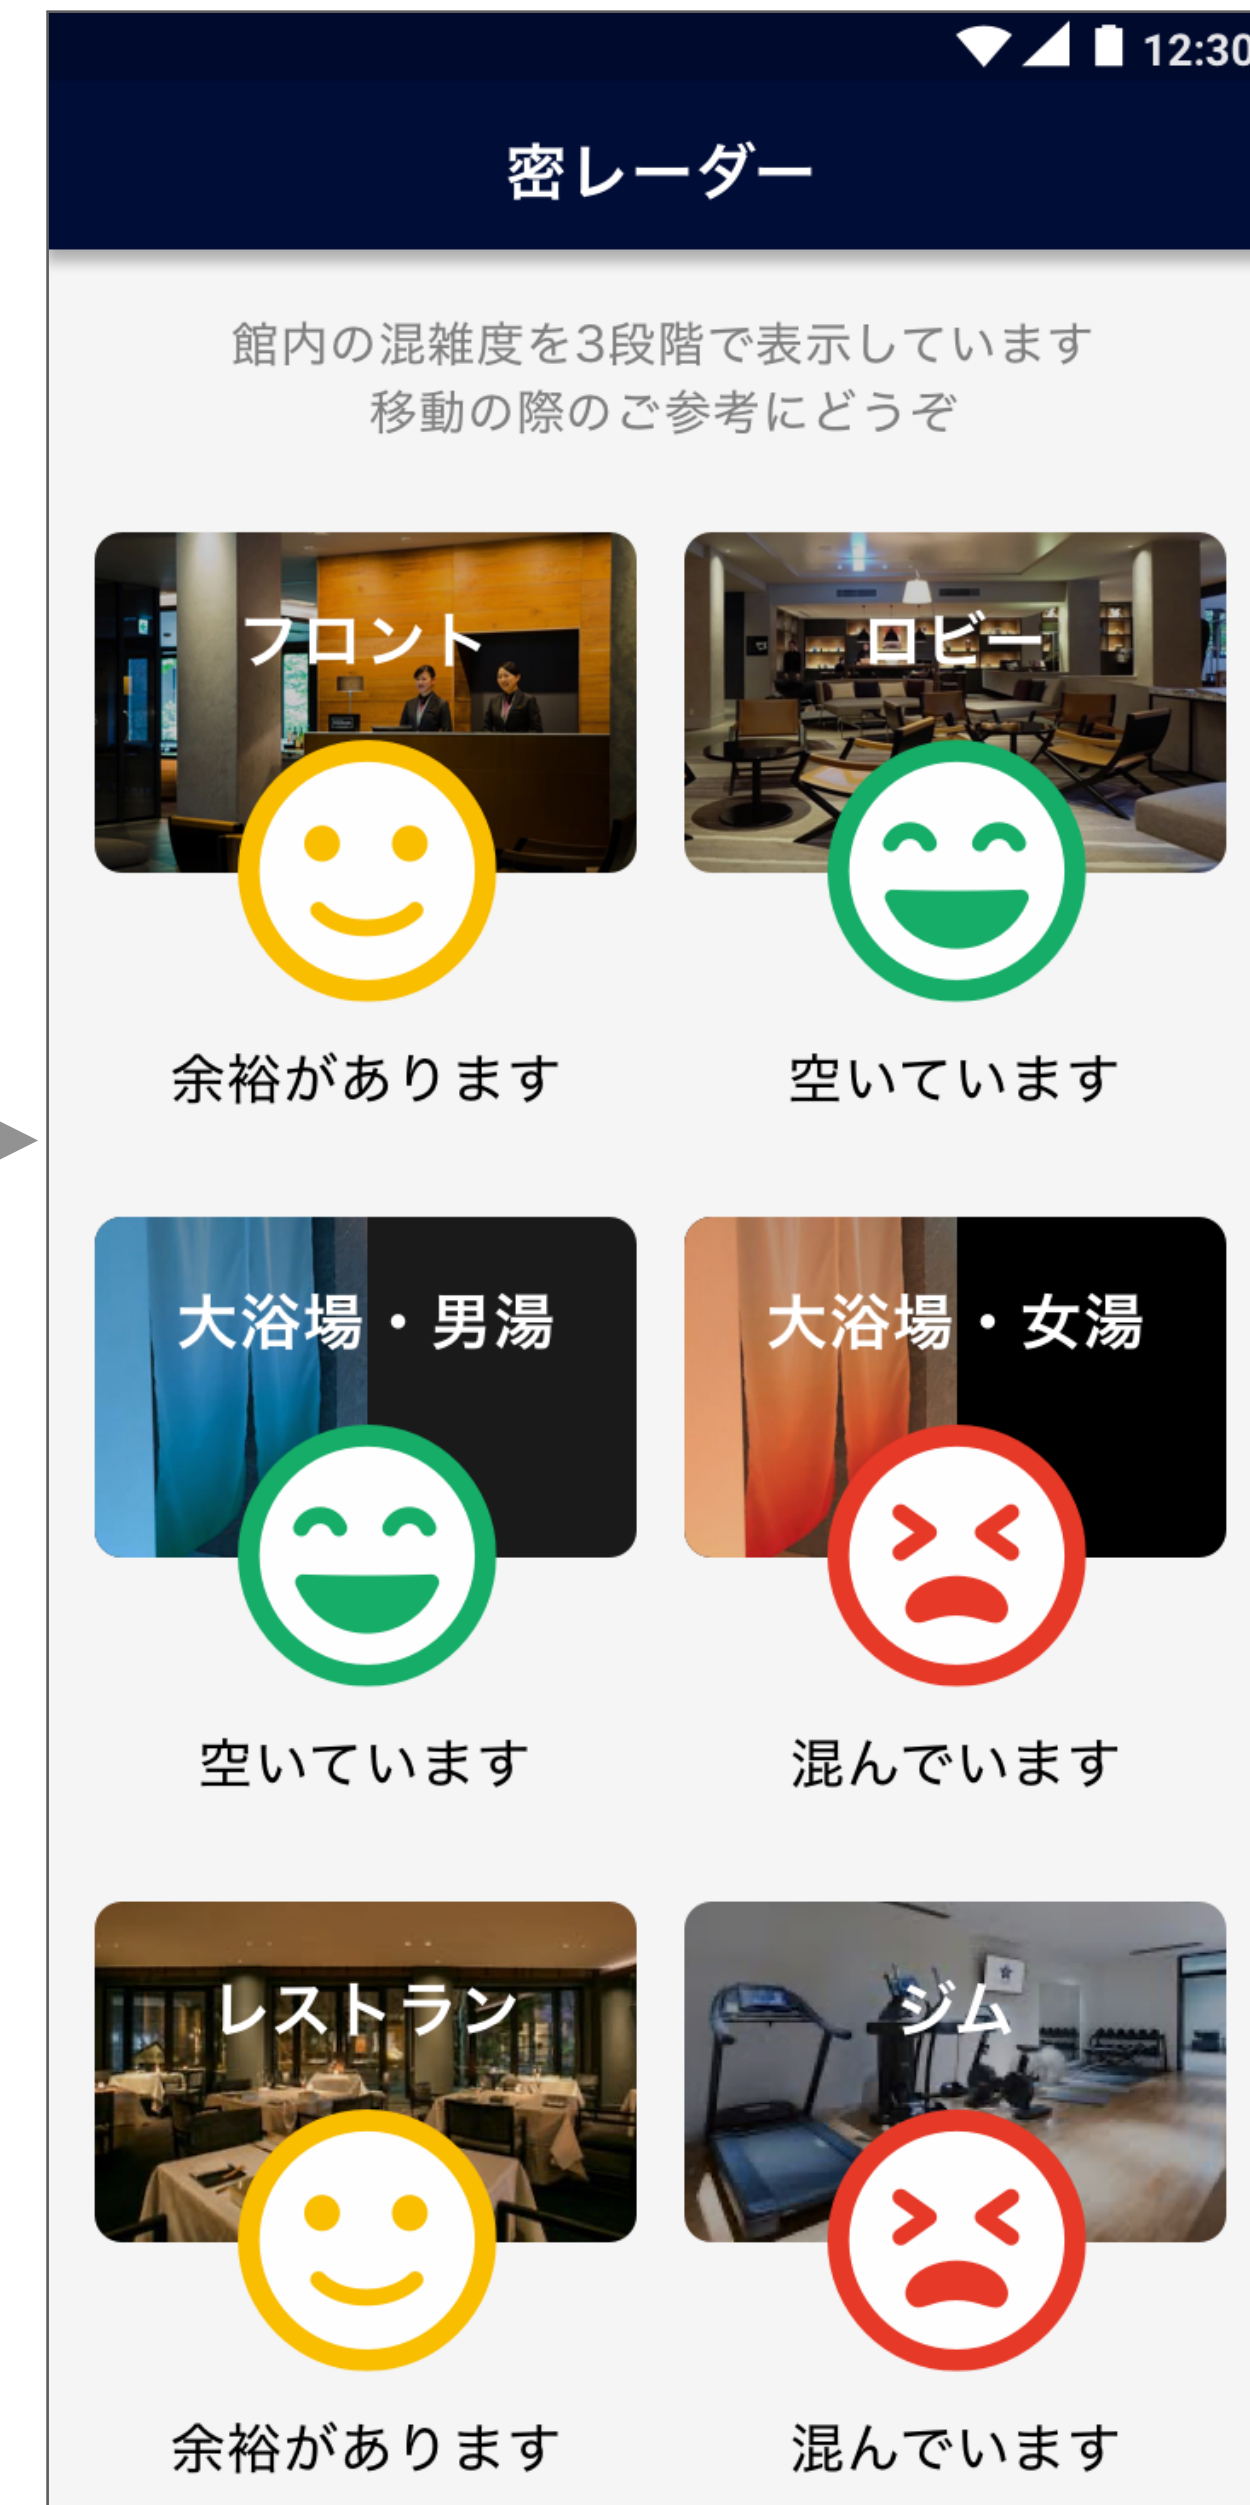 12:30
密レーダー
館内の混雑度を3段階で表示しています
移動の際のご参考にどうぞ
フロント
ロビー
余裕があります
空いています
大浴場・男湯
大浴場・女湯
空いています
混んでいます
レストラン
ジム
余裕があります
混んでいます